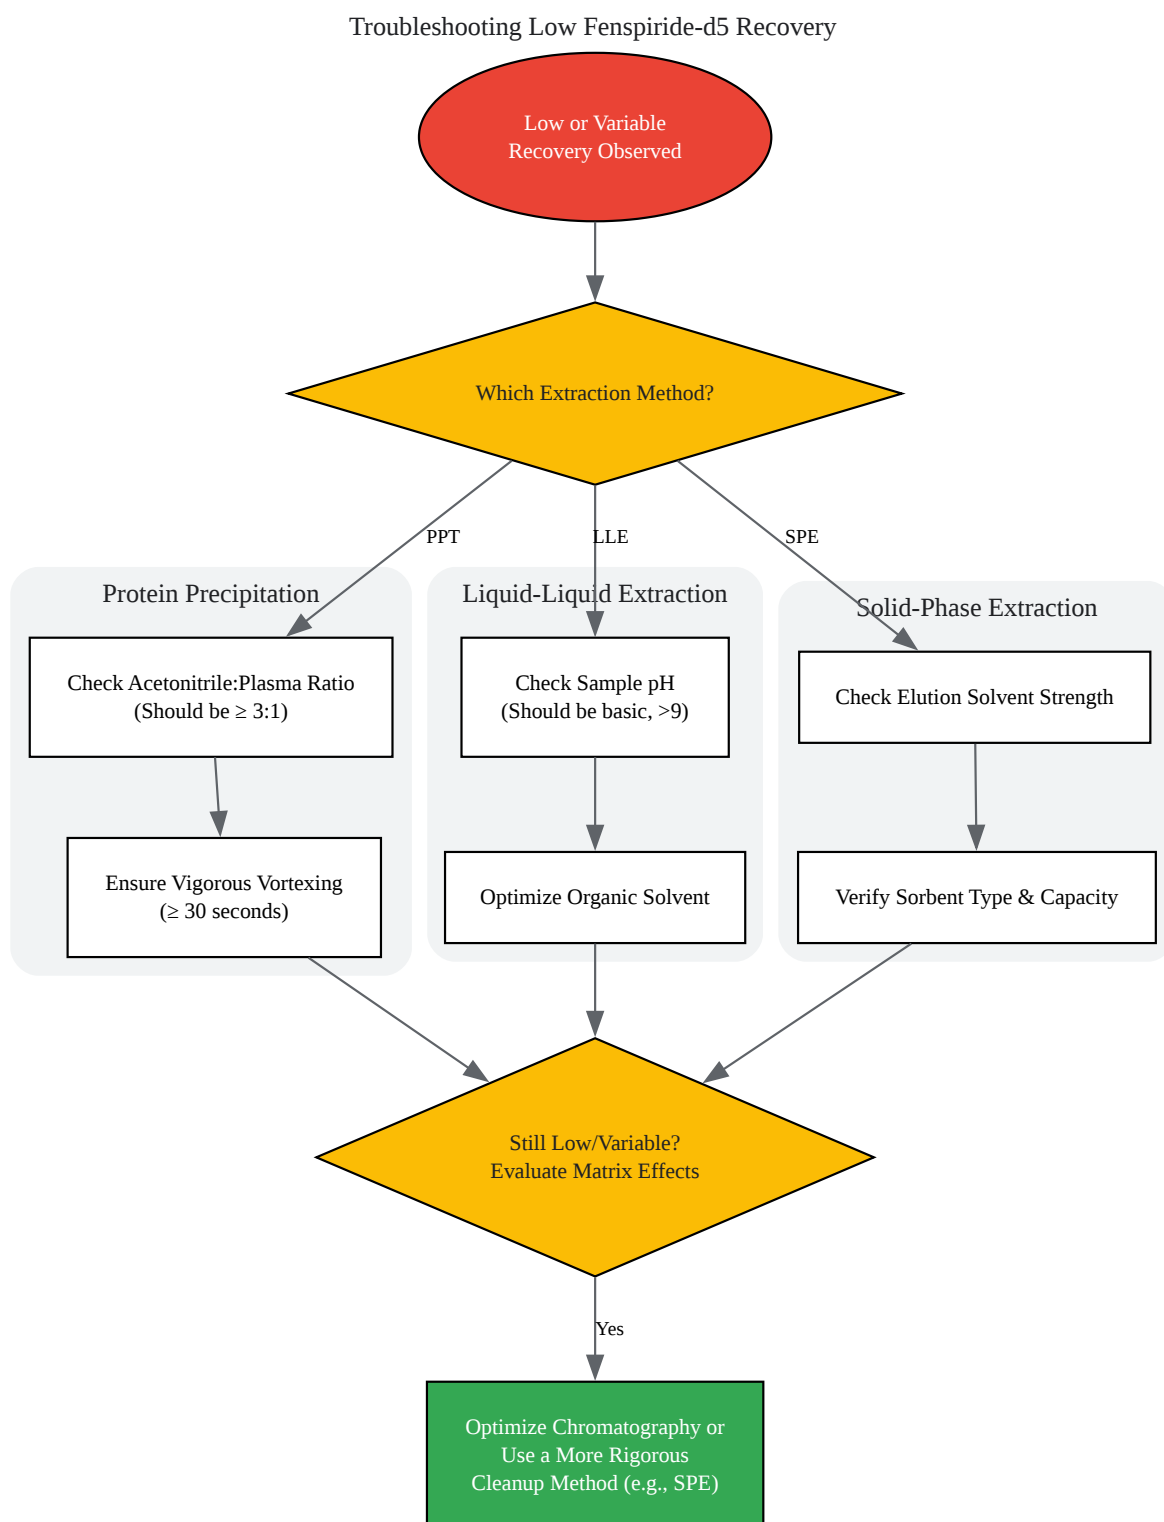 Troubleshooting Low Fenspiride-d5 Recovery
Low or Variable
Recovery Observed
Which Extraction Method?
PPT
LLE
SPE
Protein Precipitation
Check Acetonitrile:Plasma Ratio
(Should be ≥ 3:1)
Ensure Vigorous Vortexing
(≥ 30 seconds)
Liquid-Liquid Extraction
Check Sample pH
(Should be basic, >9)
Optimize Organic Solvent
Solid-Phase Extraction
Check Elution Solvent Strength
Verify Sorbent Type & Capacity
Still Low/Variable?
Evaluate Matrix Effects
Yes
Optimize Chromatography or
Use a More Rigorous
Cleanup Method (e.g., SPE)